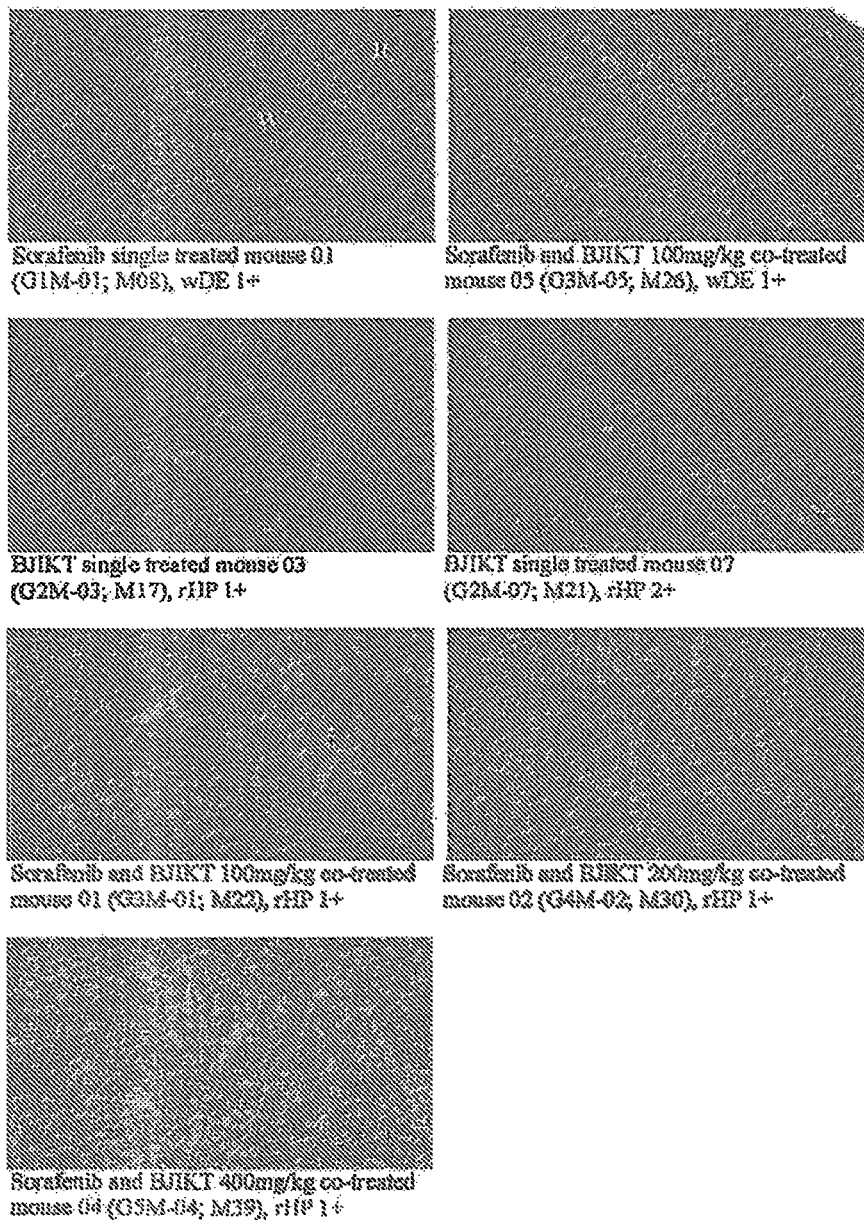 Sorafenib single treated mouse 01
(G1M-01; M08), wDE 1+
Sorafenib and BJIKT 100mg/kg co-treated
mouse 05 (G3M-05; M26), wDE 1+
BJIKT single treated mouse 03
(G2M-03; M17), rHP 1+
BJIKT single treated mouse 07
(G2M-07; M21), rHP 2+
Sorafenib and BJIKT 100mg/kg co-treated
mouse 01 (G3M-01; M22), rHP 1+
Sorafenib and BJIKT 200mg/kg co-treated
mouse 02 (G4M-02; M30), rHP 1+
Sorafenib and BJIKT 400mg/kg co-treated
mouse 04 (G5M-04; M39), rHP 1+